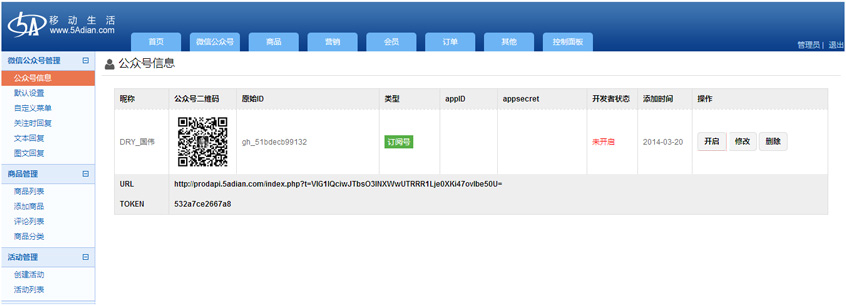 5A 移动生活
www.5Adian.com
首页 微信公众号 商品 营销 会员 订单 其他 控制面板
管理员 | 退出
微信公众号管理
公众号信息
默认设置
自定义菜单
关注时回复
文本回复
图文回复
商品管理
商品列表
添加商品
评论列表
商品分类
活动管理
创建活动
活动列表
公众号信息
昵称 公众号二维码 原始ID 类型 appID appsecret 开发者状态 添加时间 操作
DRY_国伟 gh_51bdecb99132 订阅号 未开启 2014-03-20 开启 修改 删除
URL http://prodapi.5adian.com/index.php?t=VlG1IQciwJTbsO3INXWwUTRRR1Lje0XKi47ovIbe50U=
TOKEN 532a7ce2667a8